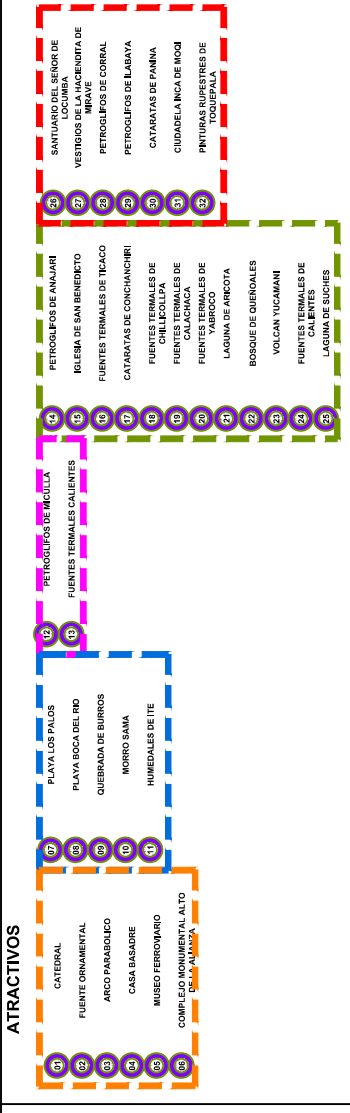 ATRACTIVOS
01 CATEDRAL
02 FUENTE ORNAMENTAL
03 ARCO PARABOLICO
04 CASA BASADRE
05 MUSEO FERROVIARIO
06 COMPLEJO MONUMENTAL ALTO
DE LA ALIANZA
07 PLAYA LOS PALOS
08 PLAYA BOCA DEL RIO
09 QUEBRADA DE BURROS
10 MORRO SAMA
11 HUMEDALES DE ITE
12 PETROGLIFOS DE MICULLA
13 FUENTES TERMALES CALIENTES
14 PETROGLIFOS DE ANAJARI
15 IGLESIA DE SAN BENEDICTO
16 FUENTES TERMALES DE TICACO
17 CATARATAS DE CONCHANCHIRI
18 FUENTES TERMALES DE
CHILLICOLLPA
19 FUENTES TERMALES DE
CALACHACA
20 FUENTES TERMALES DE
YABROCO
21 LAGUNA DE ARICOTA
22 BOSQUE DE QUEÑOALES
23 VOLCAN YUCAMANI
24 FUENTES TERMALES DE
CALIENTES
25 LAGUNA DE SUCHES
26 SANTUARIO DEL SEÑOR DE
LOCUMBA
27 VESTIGIOS DE LA HACIENDITA DE
MIRAVE
28 PETROGLIFOS DE CORRAL
29 PETROGLIFOS DE ILABAYA
30 CATARATAS DE PANINA
31 CIUDADELA INCA DE MOQI
32 PINTURAS RUPESTRES DE
TOQUEPALA